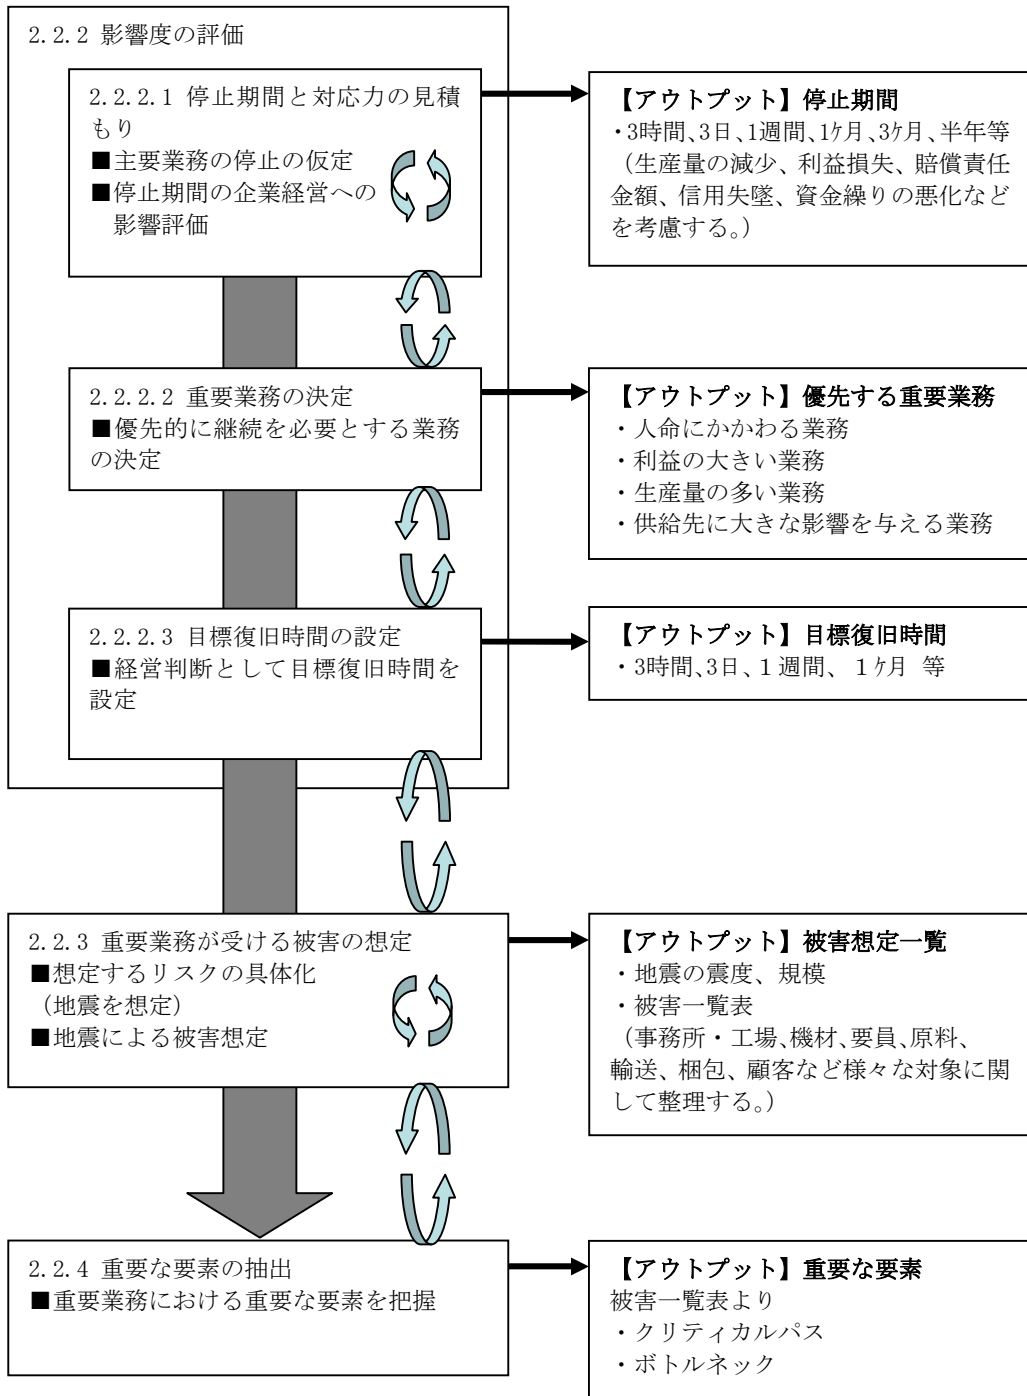 2.2.2 影響度の評価
2.2.2.1 停止期間と対応力の見積
もり
■主要業務の停止の仮定
■停止期間の企業経営への
影響評価
【アウトプット】停止期間
・3時間、3日、1週間、1ケ月、3ケ月、半年等
（生産量の減少、利益損失、賠償責任
金額、信用失墜、資金繰りの悪化など
を考慮する。）
2.2.2.2 重要業務の決定
■優先的に継続を必要とする業務
の決定
【アウトプット】優先する重要業務
・人命にかかわる業務
・利益の大きい業務
・生産量の多い業務
・供給先に大きな影響を与える業務
2.2.2.3 目標復旧時間の設定
■経営判断として目標復旧時間を
設定
【アウトプット】目標復旧時間
・3時間、3日、１週間、１ケ月 等
2.2.3 重要業務が受ける被害の想定
■想定するリスクの具体化
（地震を想定）
■地震による被害想定
【アウトプット】被害想定一覧
・地震の震度、規模
・被害一覧表
（事務所・工場、機材、要員、原料、
輸送、梱包、顧客など様々な対象に関
して整理する。）
2.2.4 重要な要素の抽出
■重要業務における重要な要素を把握
【アウトプット】重要な要素
被害一覧表より
・クリティカルパス
・ボトルネック